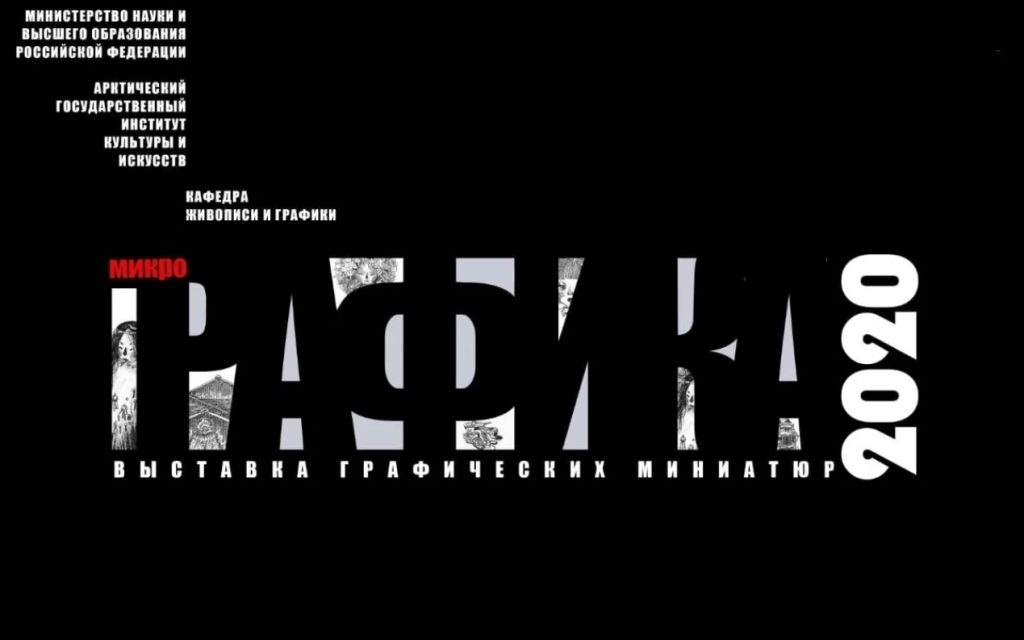 МИНИСТЕРСТВО НАУКИ И
ВЫСШЕГО ОБРАЗОВАНИЯ
РОССИЙСКОЙ ФЕДЕРАЦИИ
АРКТИЧЕСКИЙ
ГОСУДАРСТВЕННЫЙ
ИНСТИТУТ
КУЛЬТУРЫ И
ИСКУССТВ
КАФЕДРА
ЖИВОПИСИ И ГРАФИКИ
микро
ГРАФИКА
2020
ВЫСТАВКА ГРАФИЧЕСКИХ МИНИАТЮР